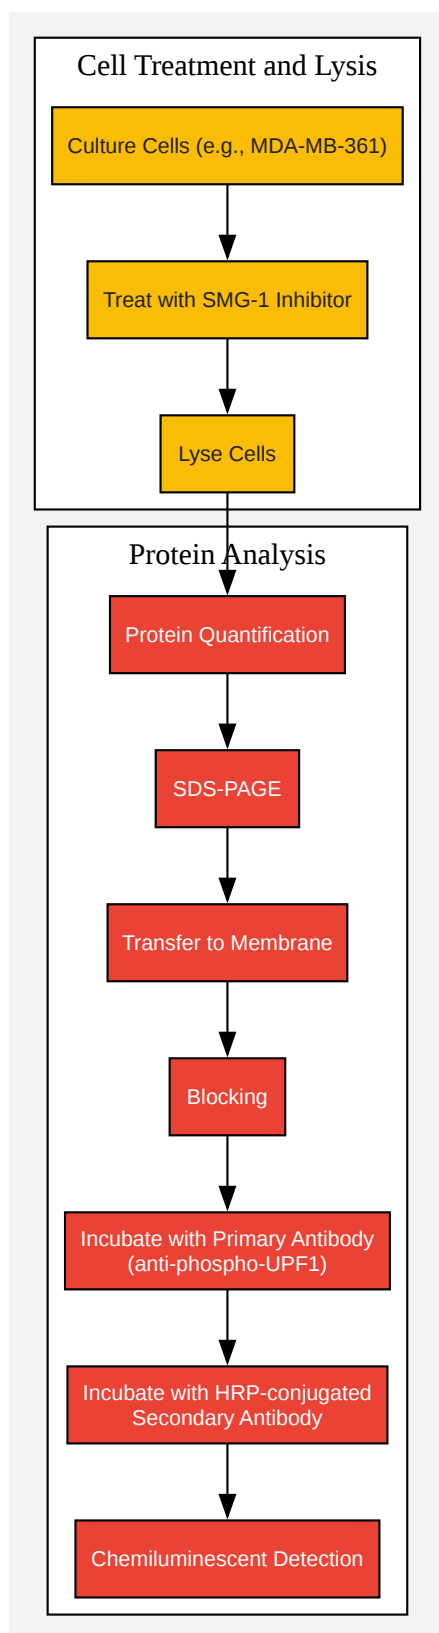 Cell Treatment and Lysis
Culture Cells (e.g., MDA-MB-361)
Treat with SMG-1 Inhibitor
Lyse Cells
Protein Analysis
Protein Quantification
SDS-PAGE
Transfer to Membrane
Blocking
Incubate with Primary Antibody
(anti-phospho-UPF1)
Incubate with HRP-conjugated
Secondary Antibody
Chemiluminescent Detection